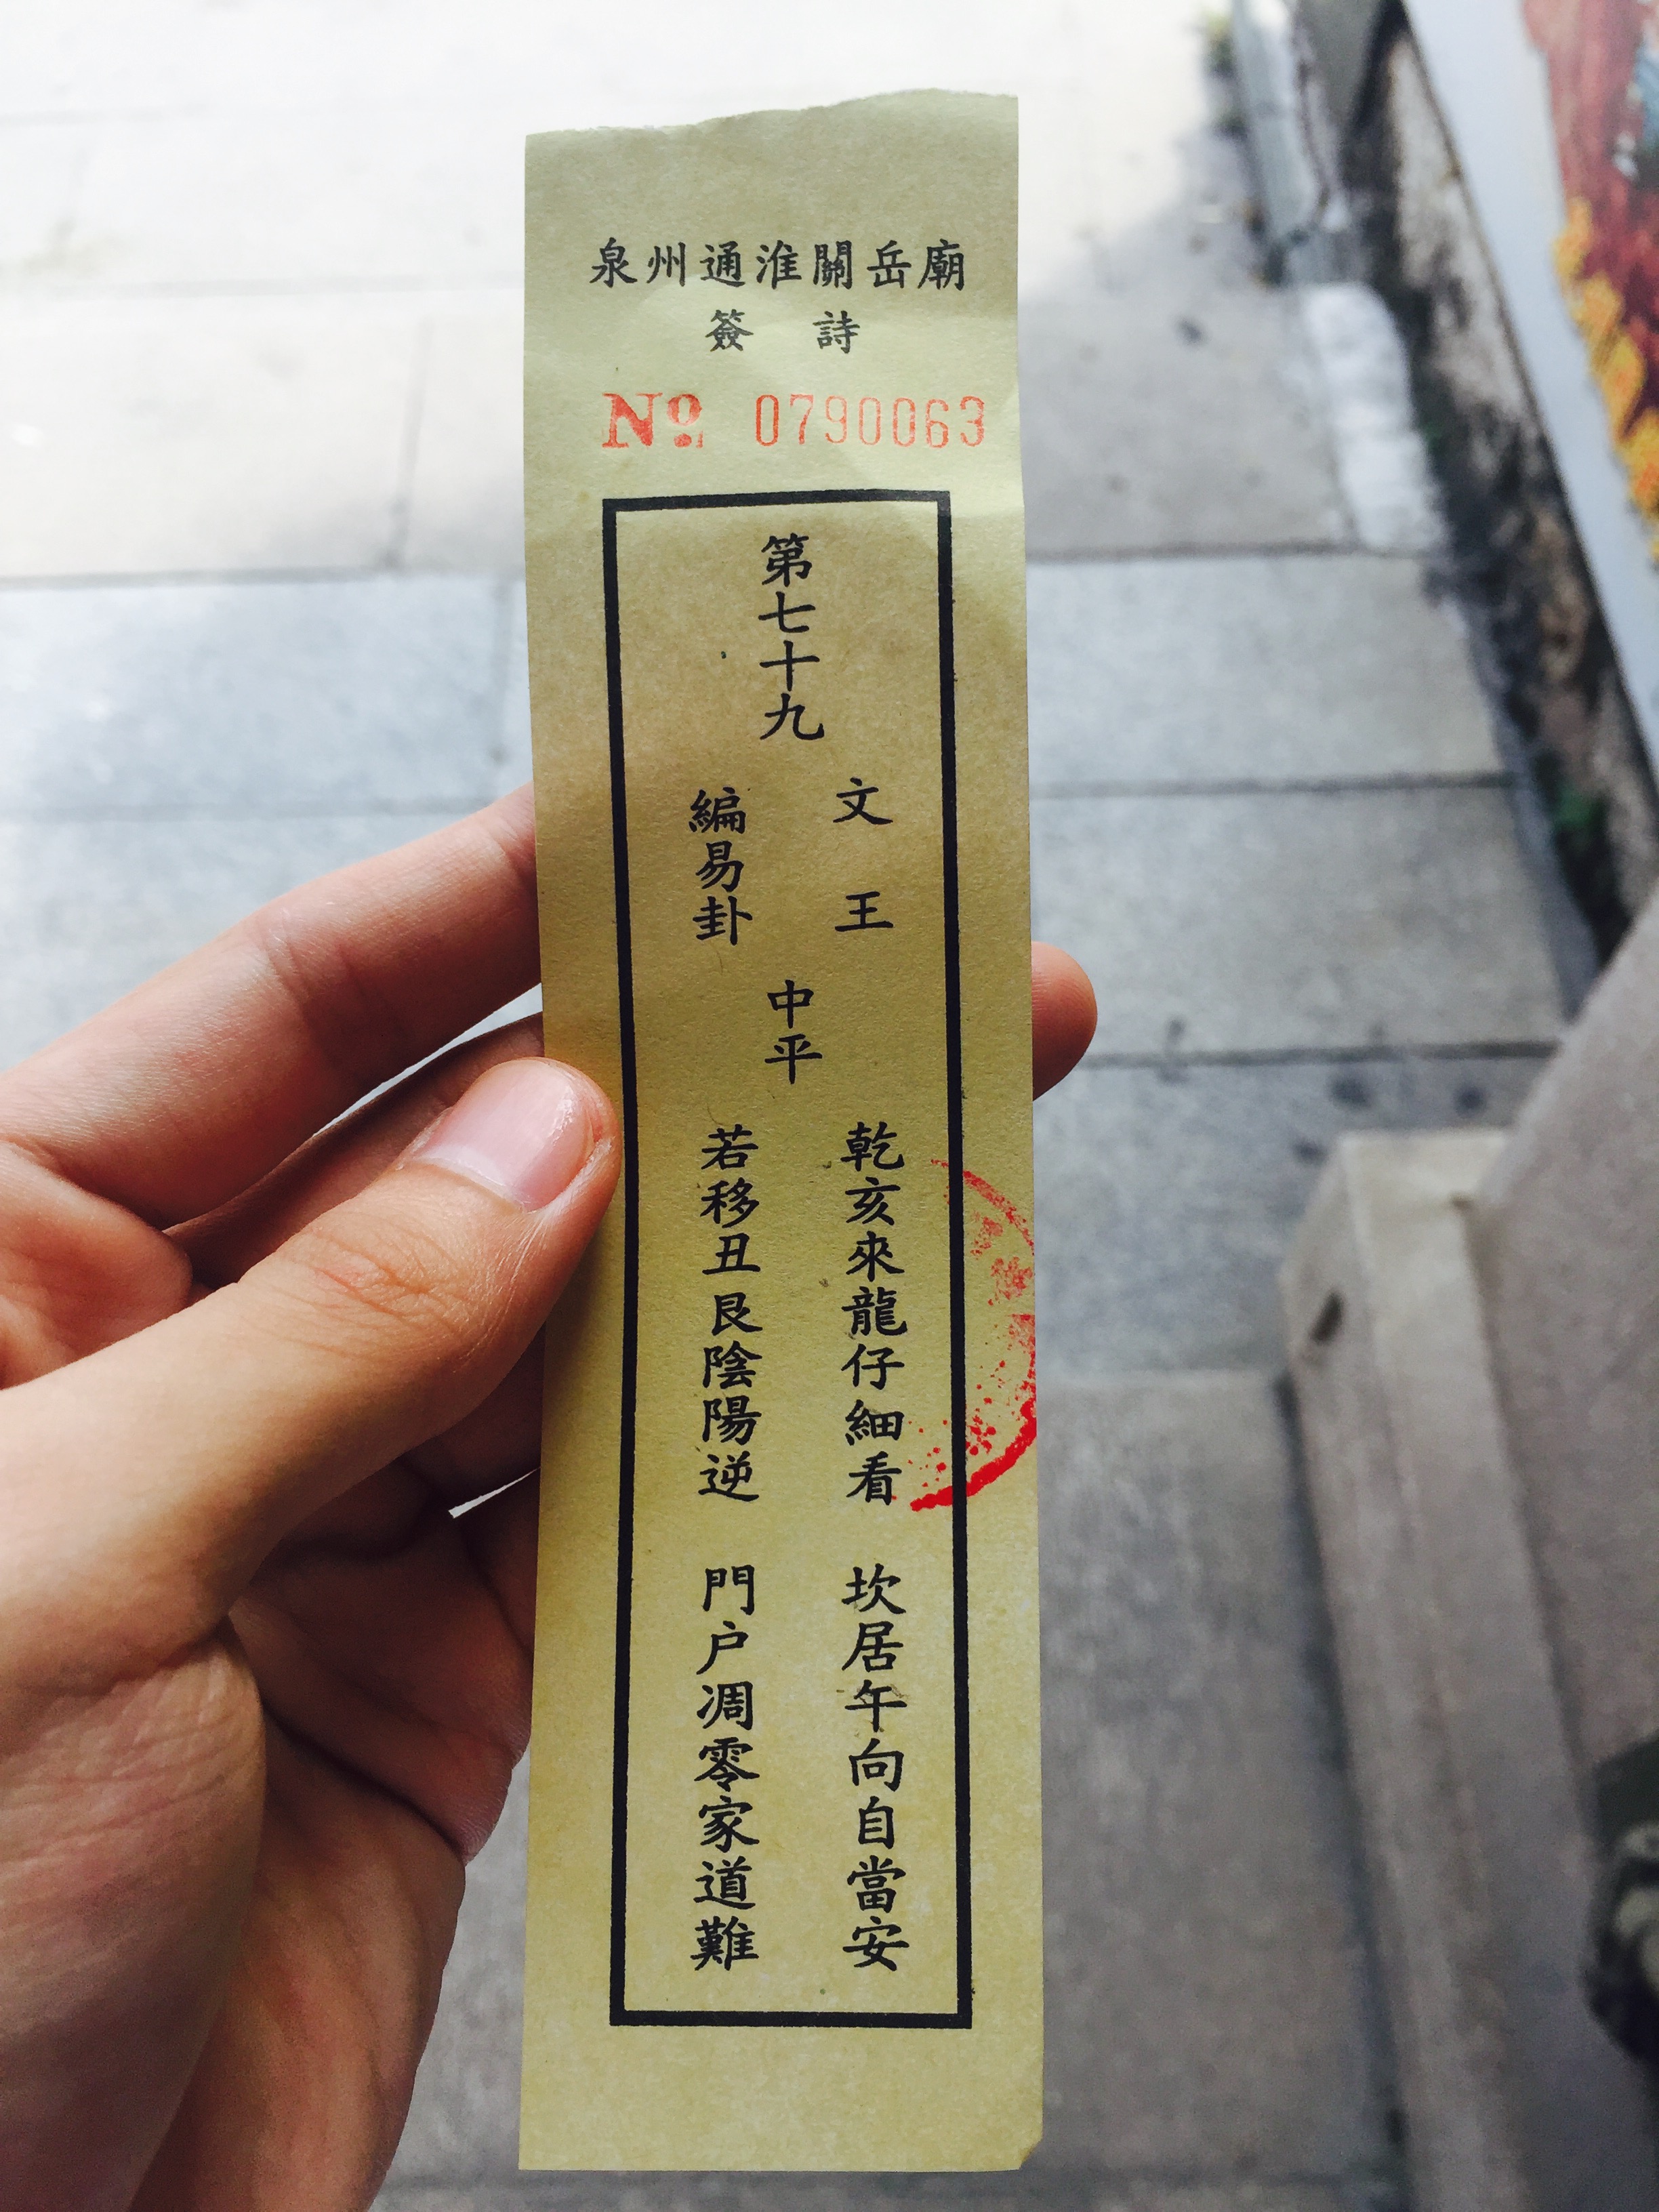 泉州通淮關岳廟
簽 詩
No 0790063
第七十九
文王
編易卦
中平
乾亥來龍仔細看
坎居午向自當安
若移丑艮陰陽逆
門户凋零家道難